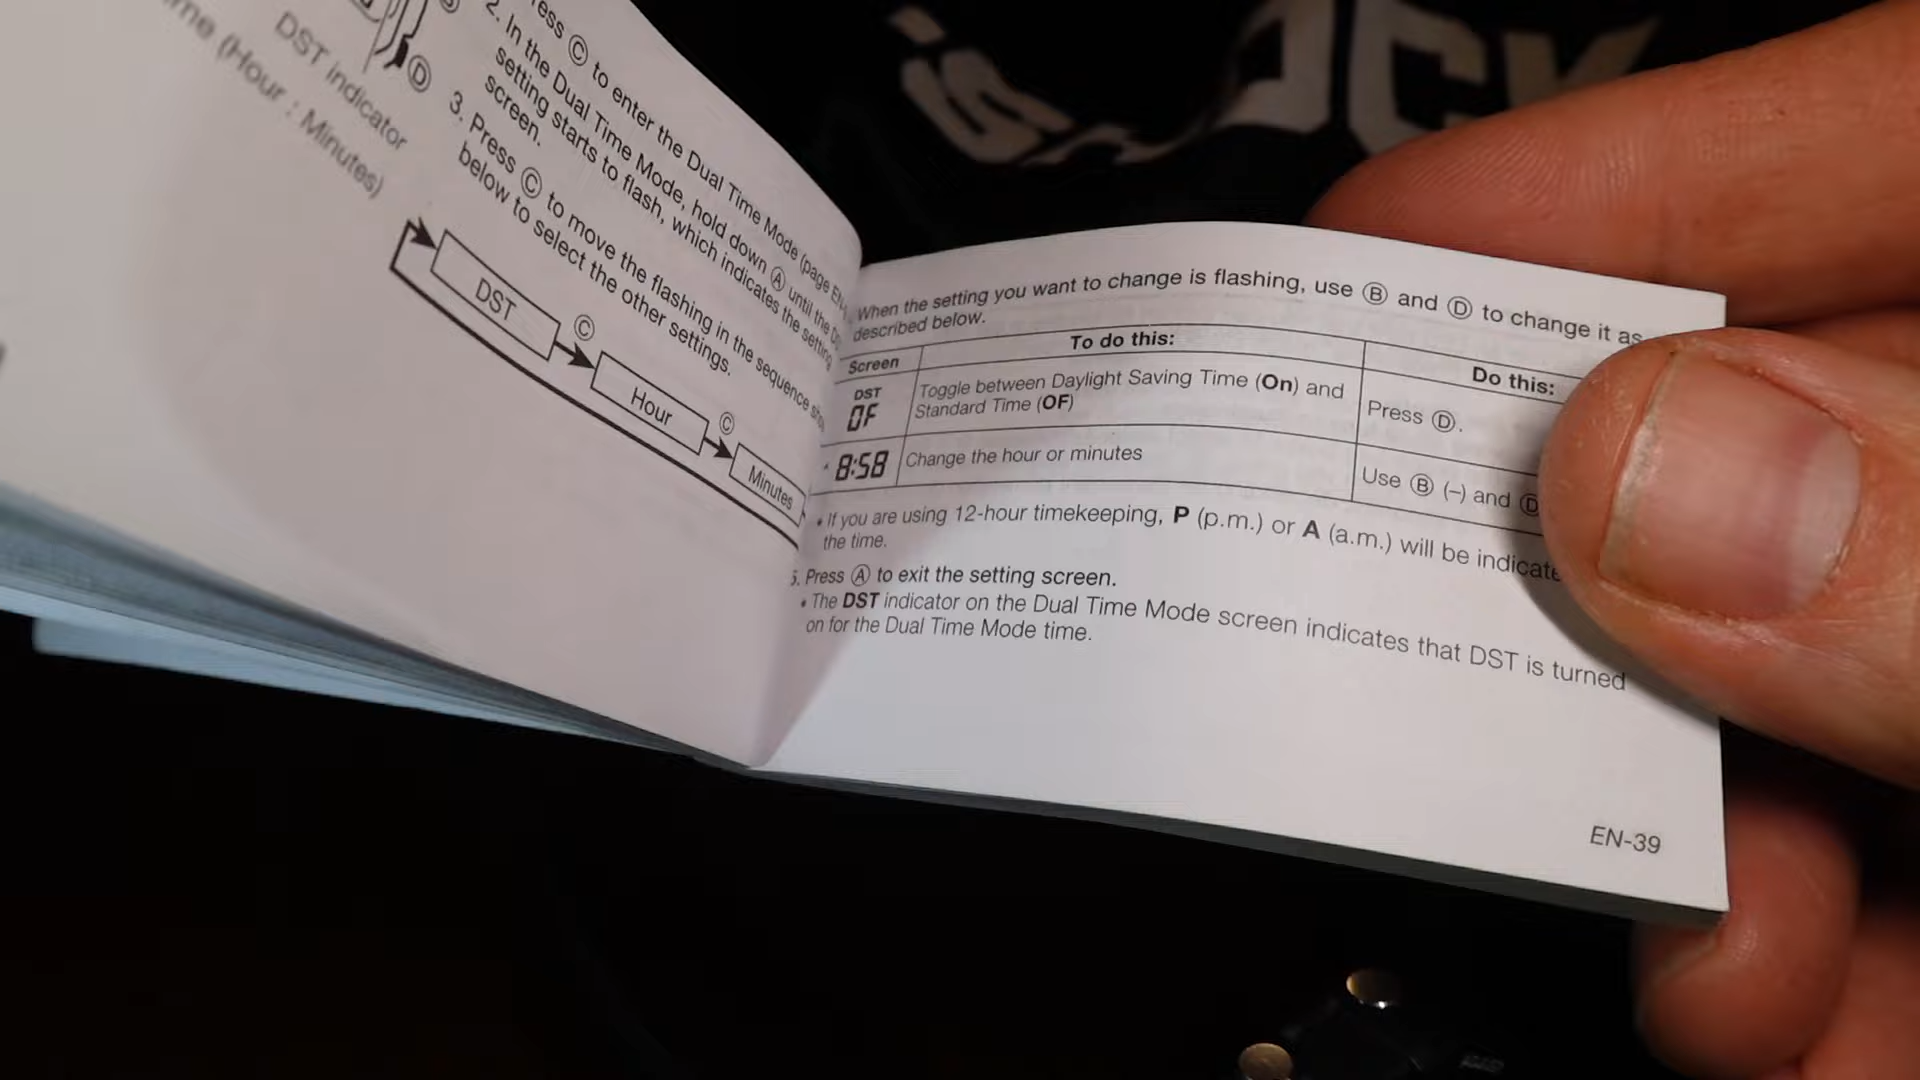 DST indicator
(Hour : Minutes)
D
C to enter the Dual Time Mode (page
2. In the Dual Time Mode, hold down A until the
setting starts to flash, which indicates the setting
screen.
3. Press C to move the flashing in the sequence
below to select the other settings.
DST
C
Hour
C
Minutes
When the setting you want to change is flashing, use B and D to change it as
described below.
Screen To do this: Do this:
DST
OF
Toggle between Daylight Saving Time (On) and
Standard Time (OF)
Press D.
8:58 Change the hour or minutes Use B (–) and D
• If you are using 12-hour timekeeping, P (p.m.) or A (a.m.) will be
the time.
Press A to exit the setting screen.
• The DST indicator on the Dual Time Mode screen indicates that DST is turned
on for the Dual Time Mode time.
EN-39